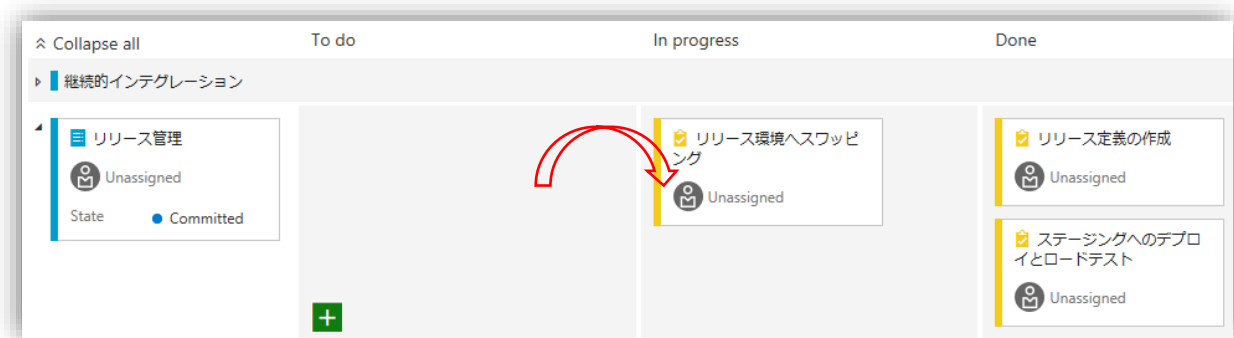 Collapse all
To do
In progress
Done
継続的インテグレーション
リリース管理
Unassigned
State
Committed
リリース環境へスワッピ
ング
Unassigned
リリース定義の作成
Unassigned
ステージングへのデプロ
イとロードテスト
Unassigned